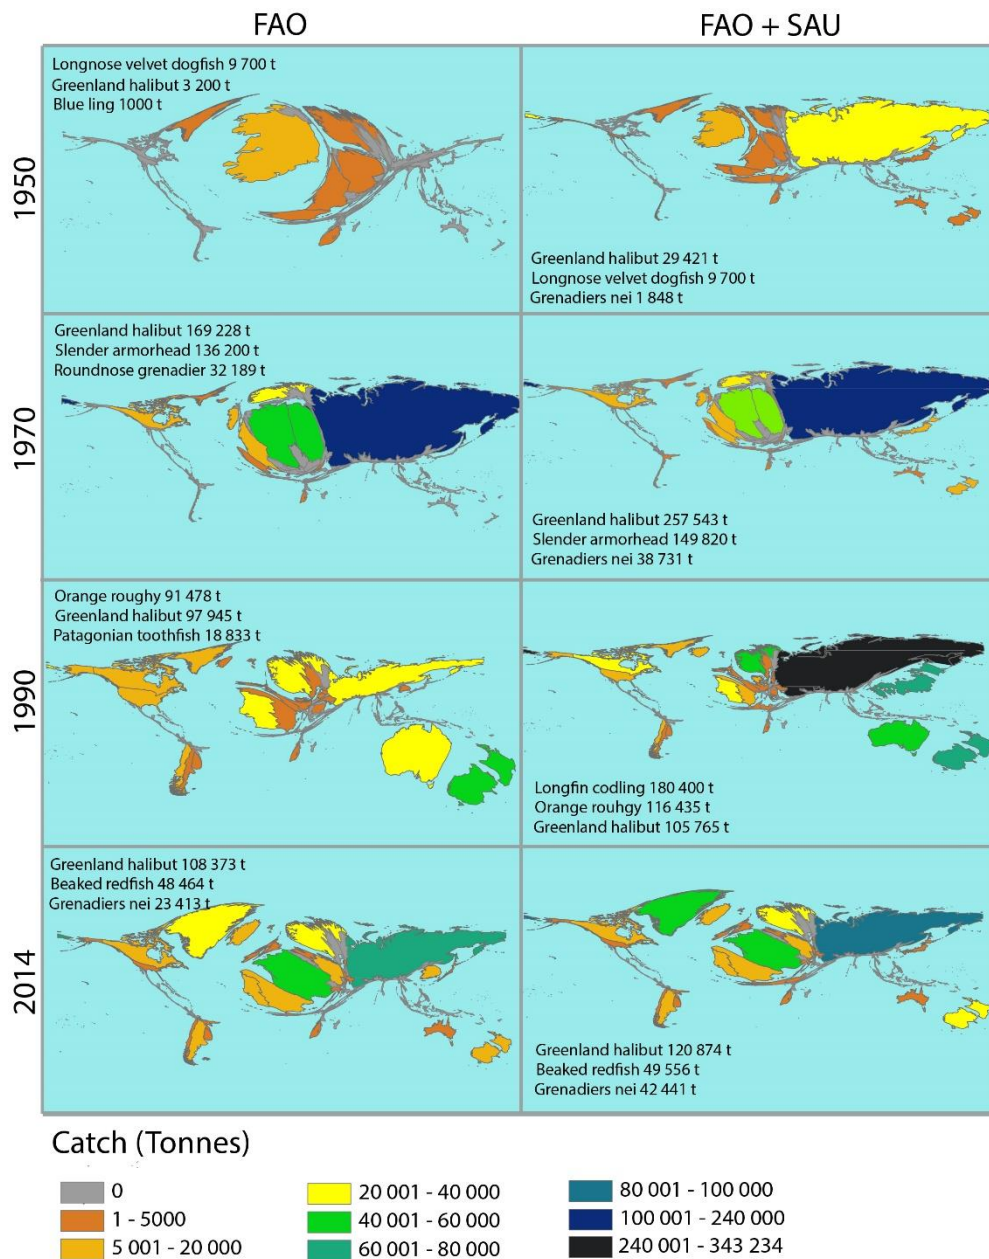 FAO
FAO + SAU
1950
Longnose velvet dogfish 9 700 t
Greenland halibut 3 200 t
Blue ling 1000 t
Greenland halibut 29 421 t
Longnose velvet dogfish 9 700 t
Grenadiers nei 1 848 t
1970
Greenland halibut 169 228 t
Slender armorhead 136 200 t
Roundnose grenadier 32 189 t
Greenland halibut 257 543 t
Slender armorhead 149 820 t
Grenadiers nei 38 731 t
1990
Orange roughy 91 478 t
Greenland halibut 97 945 t
Patagonian toothfish 18 833 t
Longfin codling 180 400 t
Orange rouhgy 116 435 t
Greenland halibut 105 765 t
2014
Greenland halibut 108 373 t
Beaked redfish 48 464 t
Grenadiers nei 23 413 t
Greenland halibut 120 874 t
Beaked redfish 49 556 t
Grenadiers nei 42 441 t
Catch (Tonnes)
0
1 - 5000
5 001 - 20 000
20 001 - 40 000
40 001 - 60 000
60 001 - 80 000
80 001 - 100 000
100 001 - 240 000
240 001 - 343 234